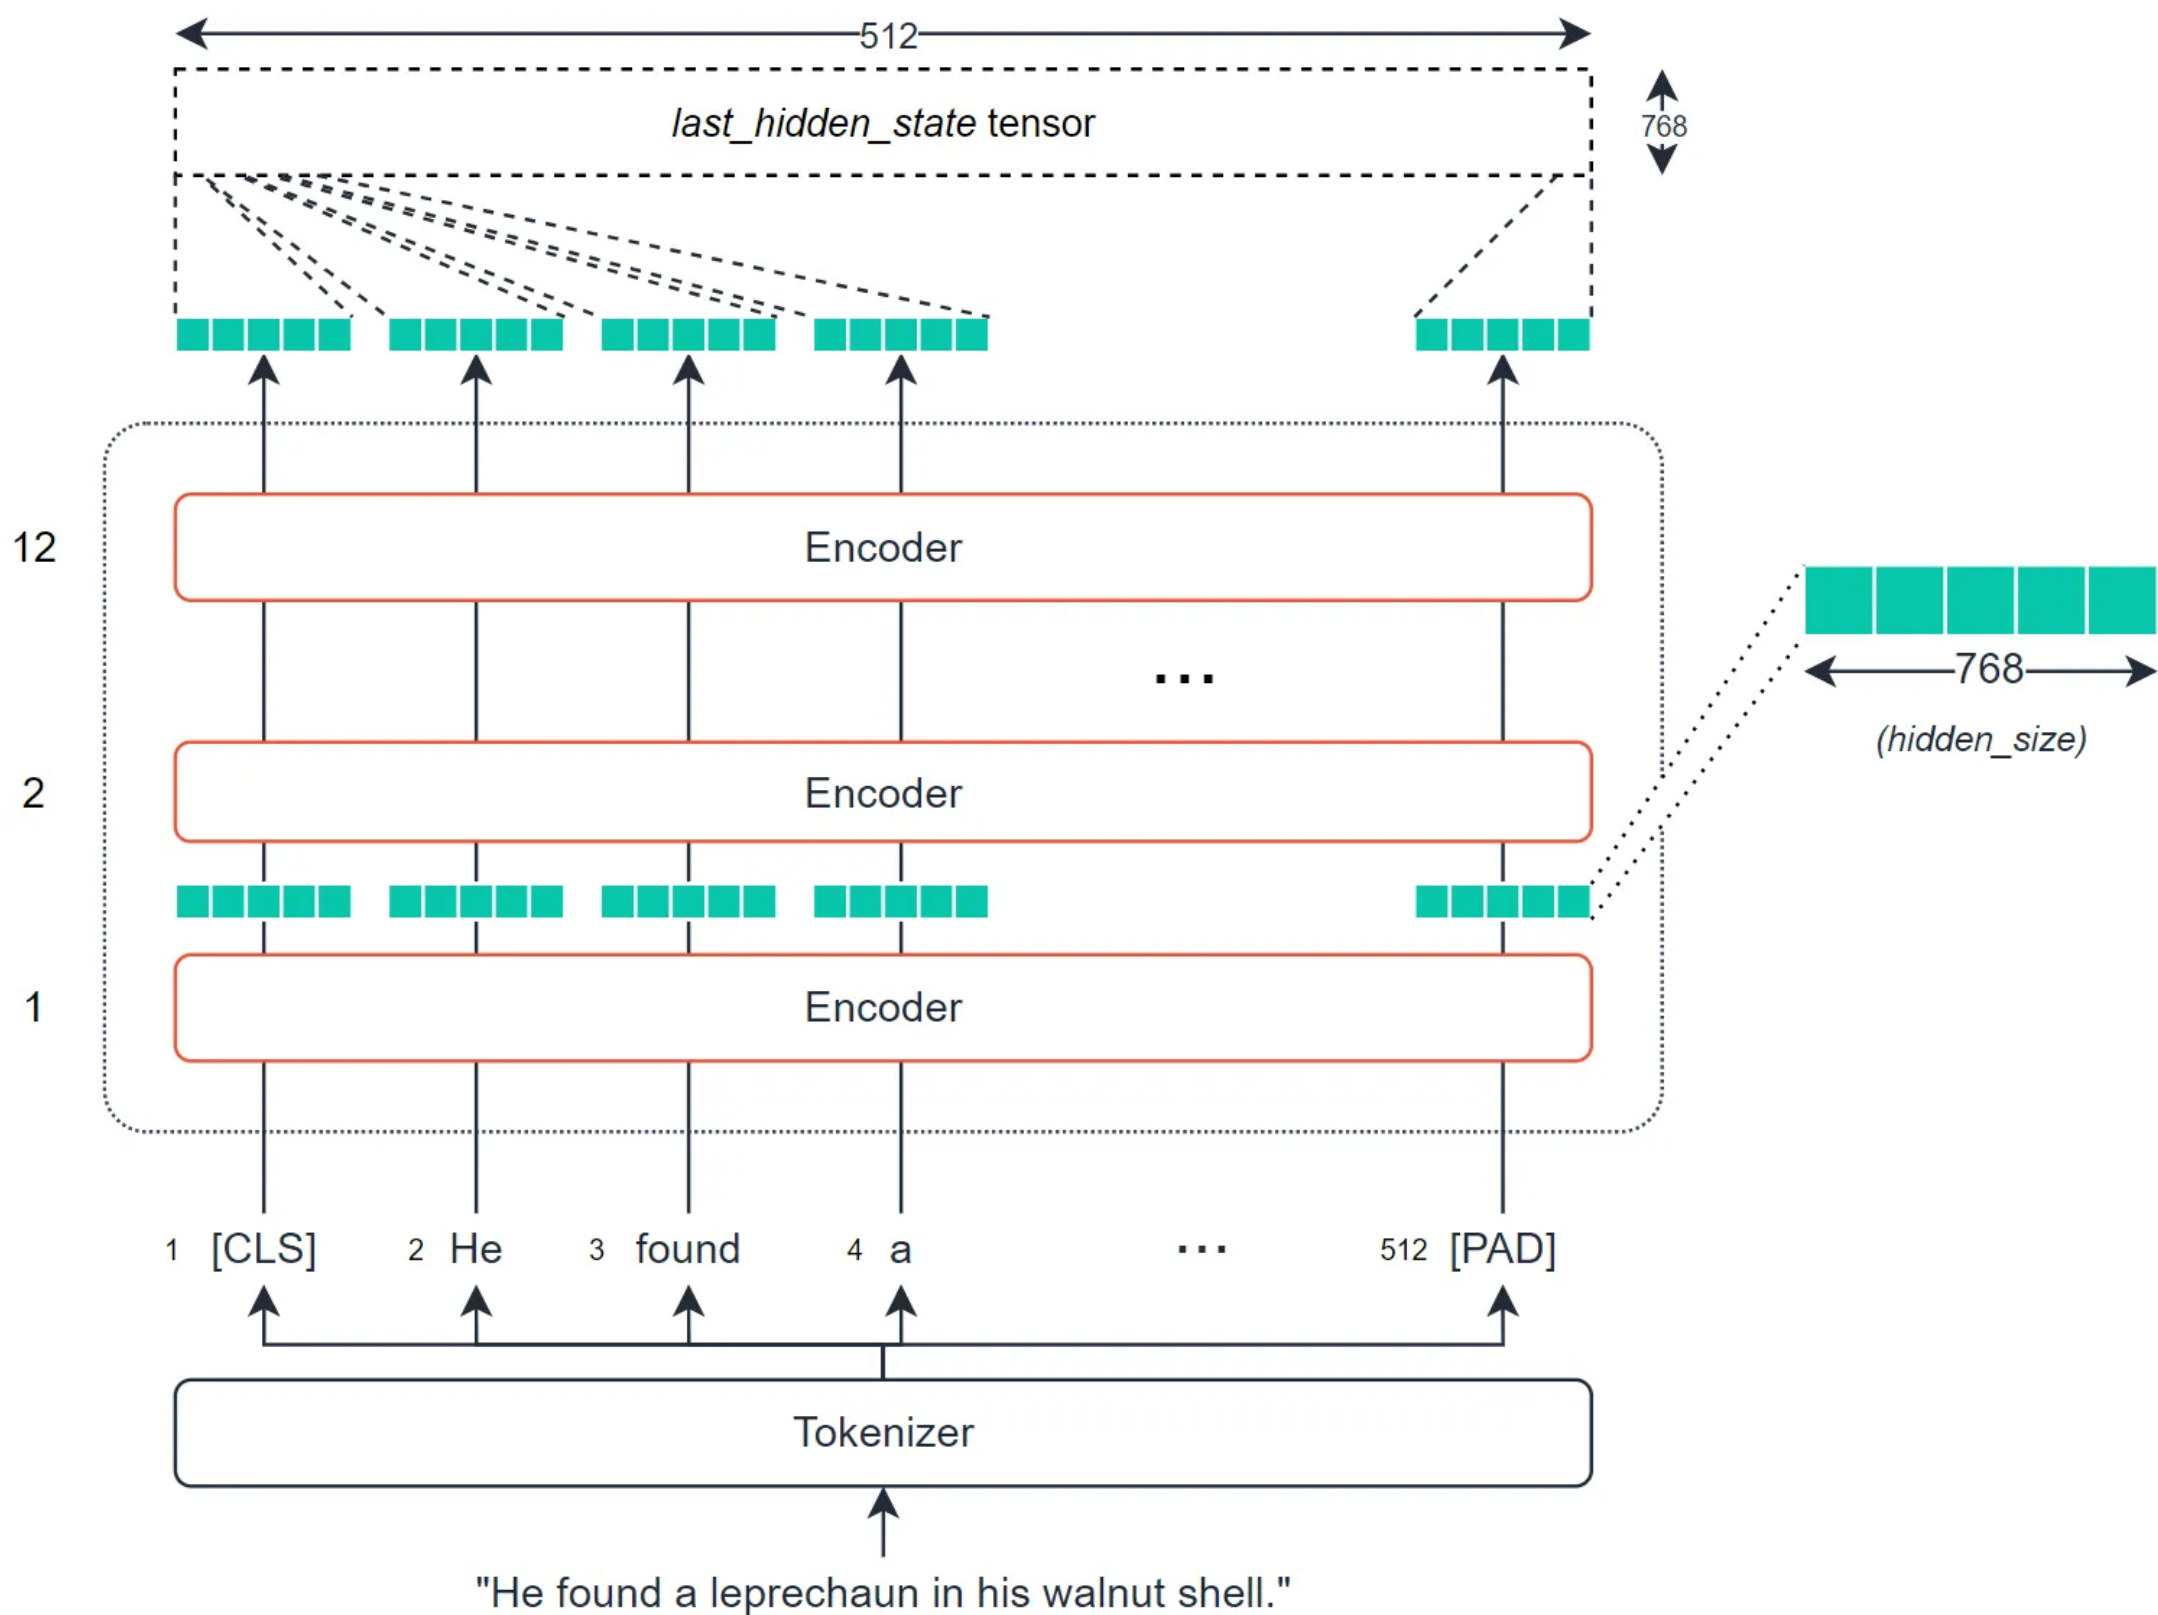 512
last_hidden_state tensor
768
12
Encoder
...
768
(hidden_size)
2
Encoder
1
Encoder
1 [CLS] 2 He 3 found 4 a ... 512 [PAD]
Tokenizer
"He found a leprechaun in his walnut shell."